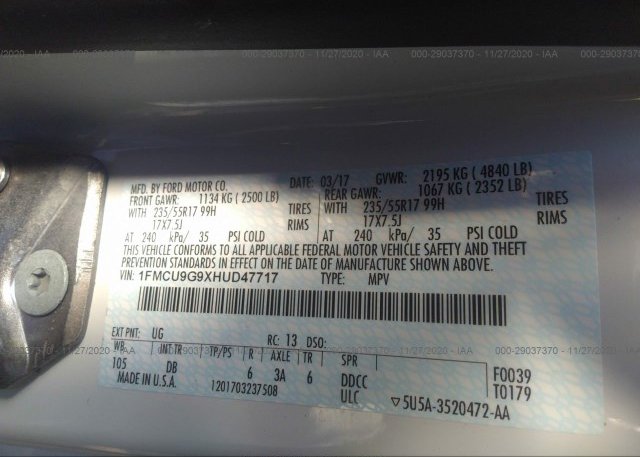 000-29037370 - 11/27/2020 - IAA
MFD. BY FORD MOTOR CO. DATE: 03/17 GVWR: 2195 KG ( 4840 LB)
FRONT GAWR: 1134 KG ( 2500 LB) REAR GAWR: 1067 KG ( 2352 LB)
WITH 235/55R17 99H TIRES WITH 235/55R17 99H TIRES
17X7.5J RIMS 17X7.5J RIMS
AT 240 kPa/ 35 PSI COLD AT 240 kPa/ 35 PSI COLD
THIS VEHICLE CONFORMS TO ALL APPLICABLE FEDERAL MOTOR VEHICLE SAFETY AND THEFT
PREVENTION STANDARDS IN EFFECT ON THE DATE OF MANUFACTURE SHOWN ABOVE.
VIN: 1FMCU9G9XHUD47717 TYPE: MPV
EXT PNT: UG RC: 13 DSO:
WB INT TR TP/PS R AXLE TR SPR
105 DB 6 3A 6 DDCC F0039
MADE IN U.S.A. 1201703237508 ULC ▽5U5A-3520472-AA T0179